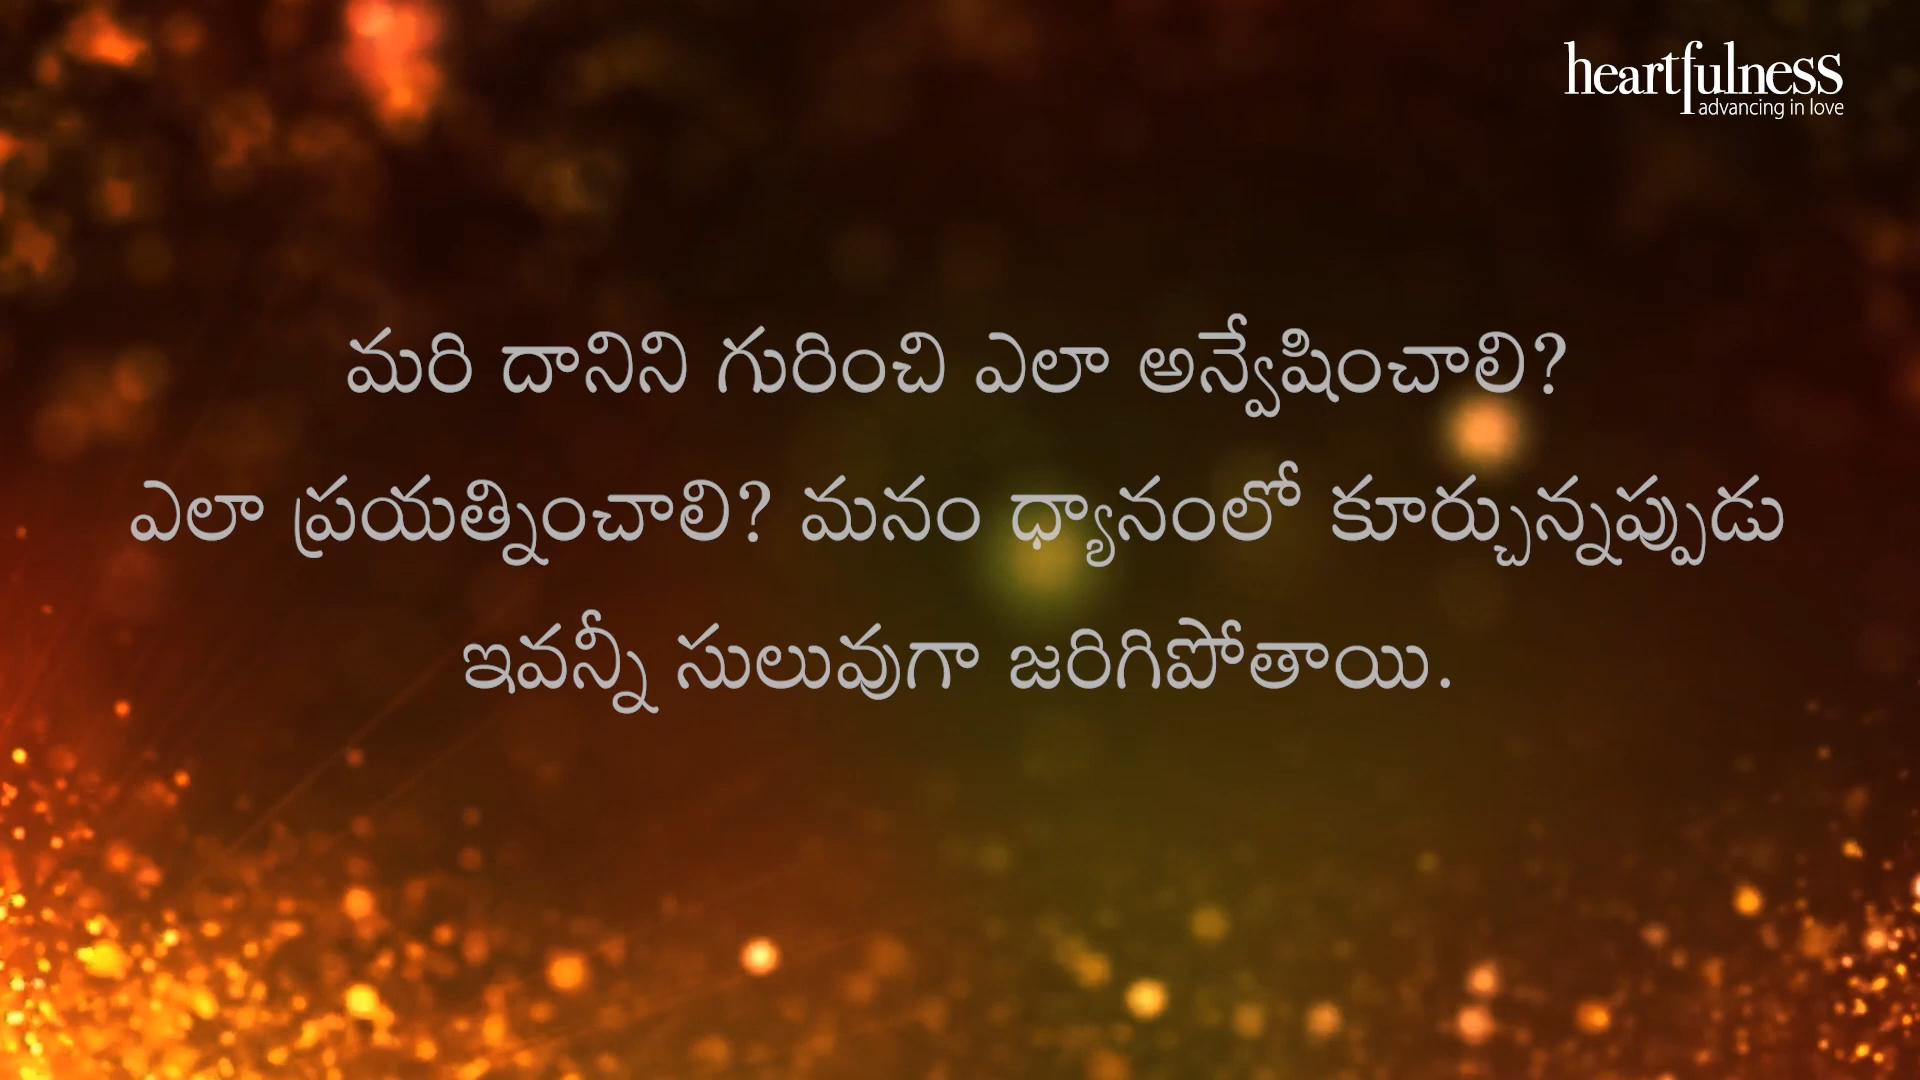 heartfulness
advancing in love
మరి దానిని గురించి ఎలా అన్వేషించాలి?
ఎలా ప్రయత్నించాలి? మనం ధ్యానంలో కూర్చున్నప్పుడు
ఇవన్నీ సులువుగా జరిగిపోతాయి.